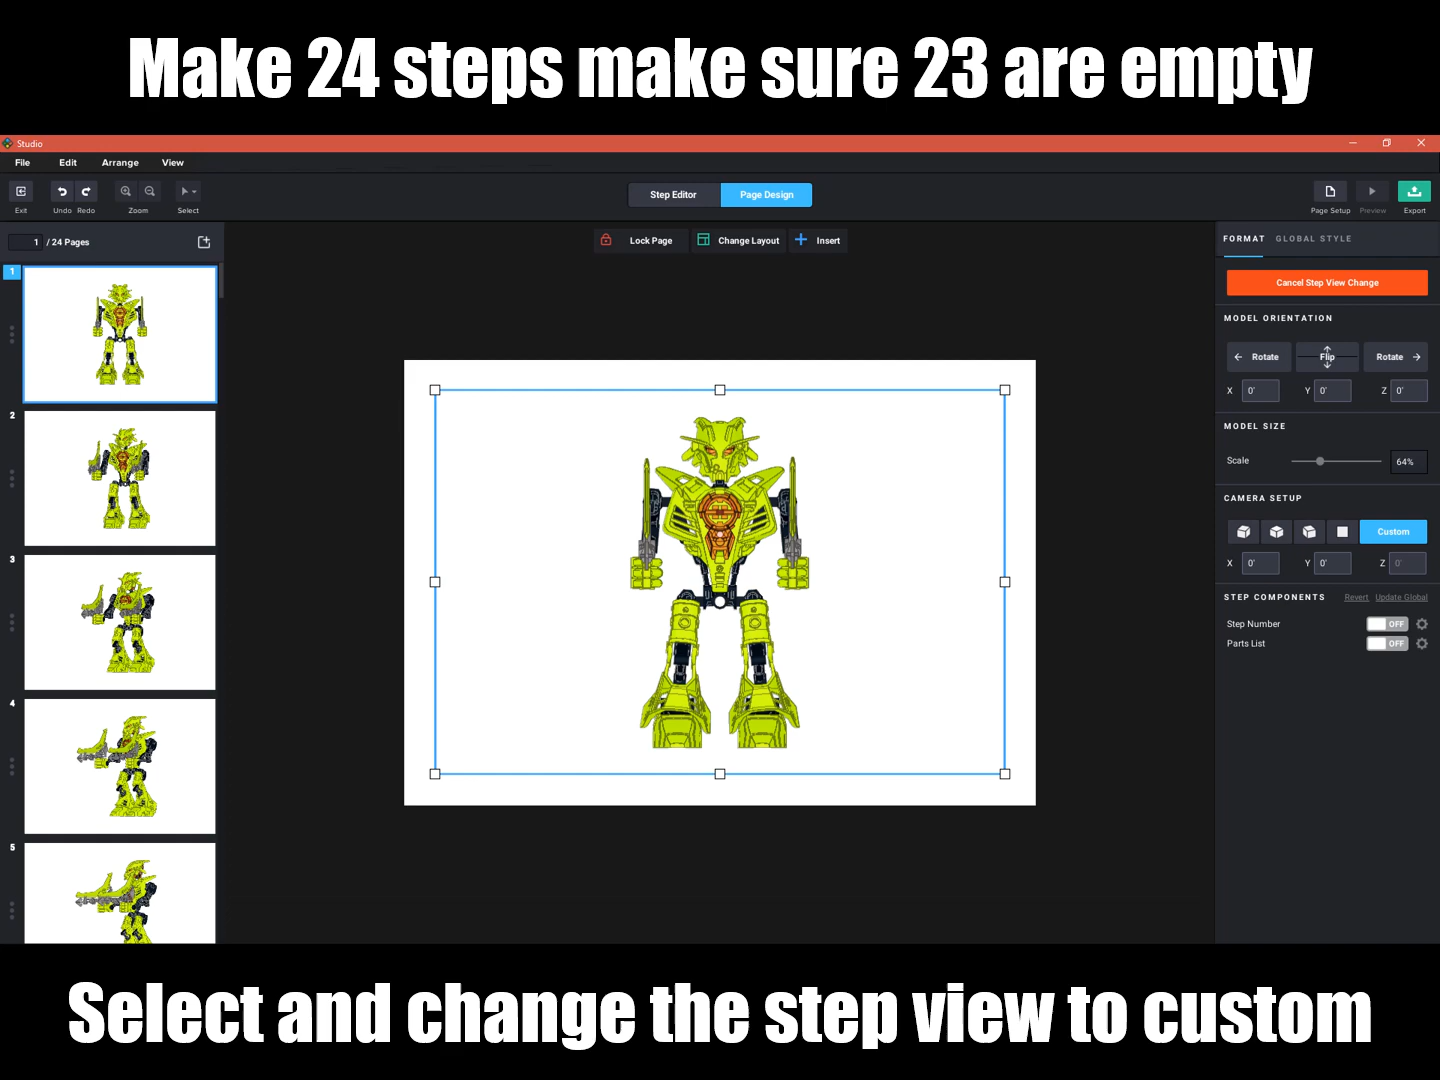 Make 24 steps make sure 23 are empty
Studio
File Edit Arrange View
Exit Undo Redo Zoom Select
Step Editor Page Design
Page Setup Preview Export
1 / 24 Pages
Lock Page Change Layout Insert
FORMAT GLOBAL STYLE
1
Cancel Step View Change
MODEL ORIENTATION
Rotate Flip Rotate
X 0' Y 0' Z 0'
2
MODEL SIZE
Scale 64%
CAMERA SETUP
Custom
3
X 0' Y 0' Z 0'
STEP COMPONENTS Revert Update Global
Step Number OFF
Parts List OFF
4
5
Select and change the step view to custom